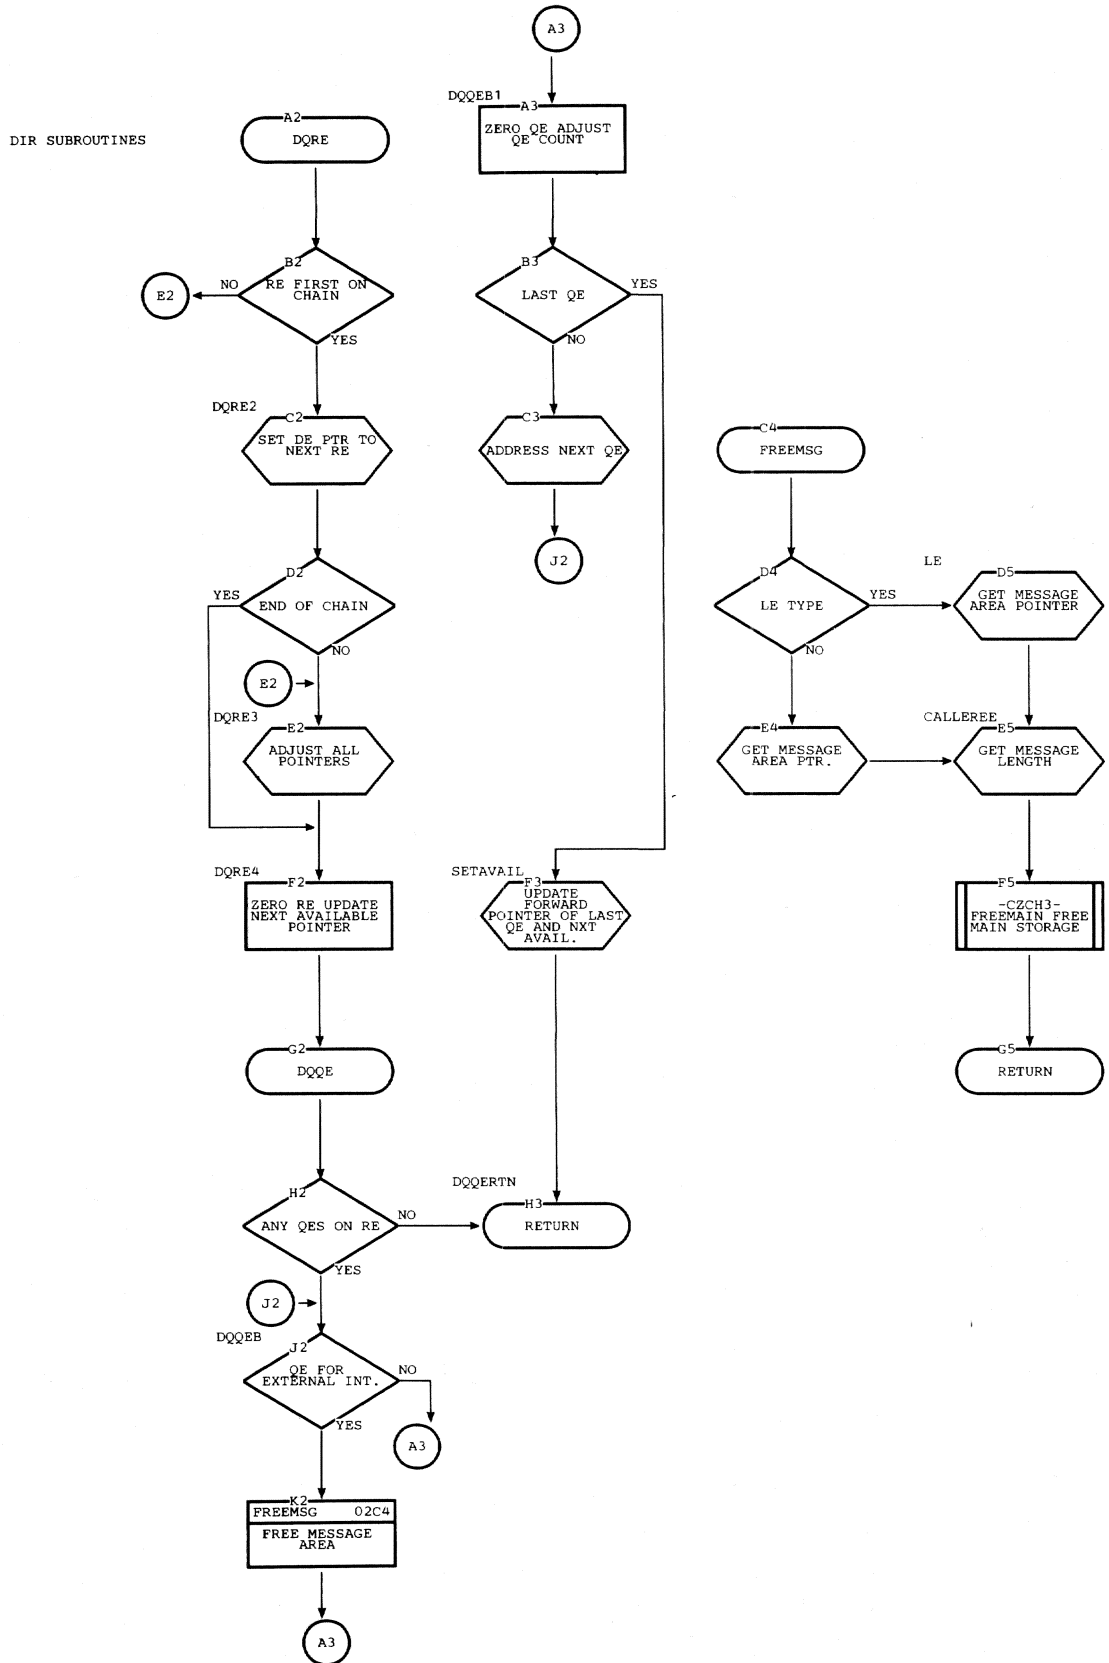 DIR SUBROUTINES
A2
DQRE
B2
RE FIRST ON
CHAIN
NO
E2
YES
DQRE2
C2
SET DE PTR TO
NEXT RE
D2
END OF CHAIN
YES
NO
E2
DQRE3
E2
ADJUST ALL
POINTERS
DQRE4
F2
ZERO RE UPDATE
NEXT AVAILABLE
POINTER
G2
DQQE
H2
ANY QES ON RE
NO
YES
J2
DQQEB
J2
QE FOR
EXTERNAL INT.
NO
A3
YES
K2
FREEMSG 02C4
FREE MESSAGE
AREA
A3
A3
DQQEB1
A3
ZERO QE ADJUST
QE COUNT
B3
LAST QE
YES
NO
C3
ADDRESS NEXT QE
J2
SETAVAIL
F3
UPDATE
FORWARD
POINTER OF LAST
QE AND NXT
AVAIL.
DQQERTN
H3
RETURN
C4
FREEMSG
D4
LE TYPE
YES
NO
E4
GET MESSAGE
AREA PTR.
LE
D5
GET MESSAGE
AREA POINTER
CALLEREE
E5
GET MESSAGE
LENGTH
F5
-CZCH3-
FREEMAIN FREE
MAIN STORAGE
G5
RETURN